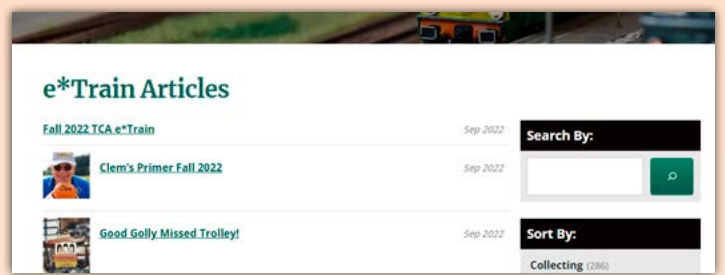 e*Train Articles
Fall 2022 TCA e*Train
Sep 2022
Clem's Primer Fall 2022
Sep 2022
Good Golly Missed Trolley!
Sep 2022
Search By:
Sort By:
Collecting (286)